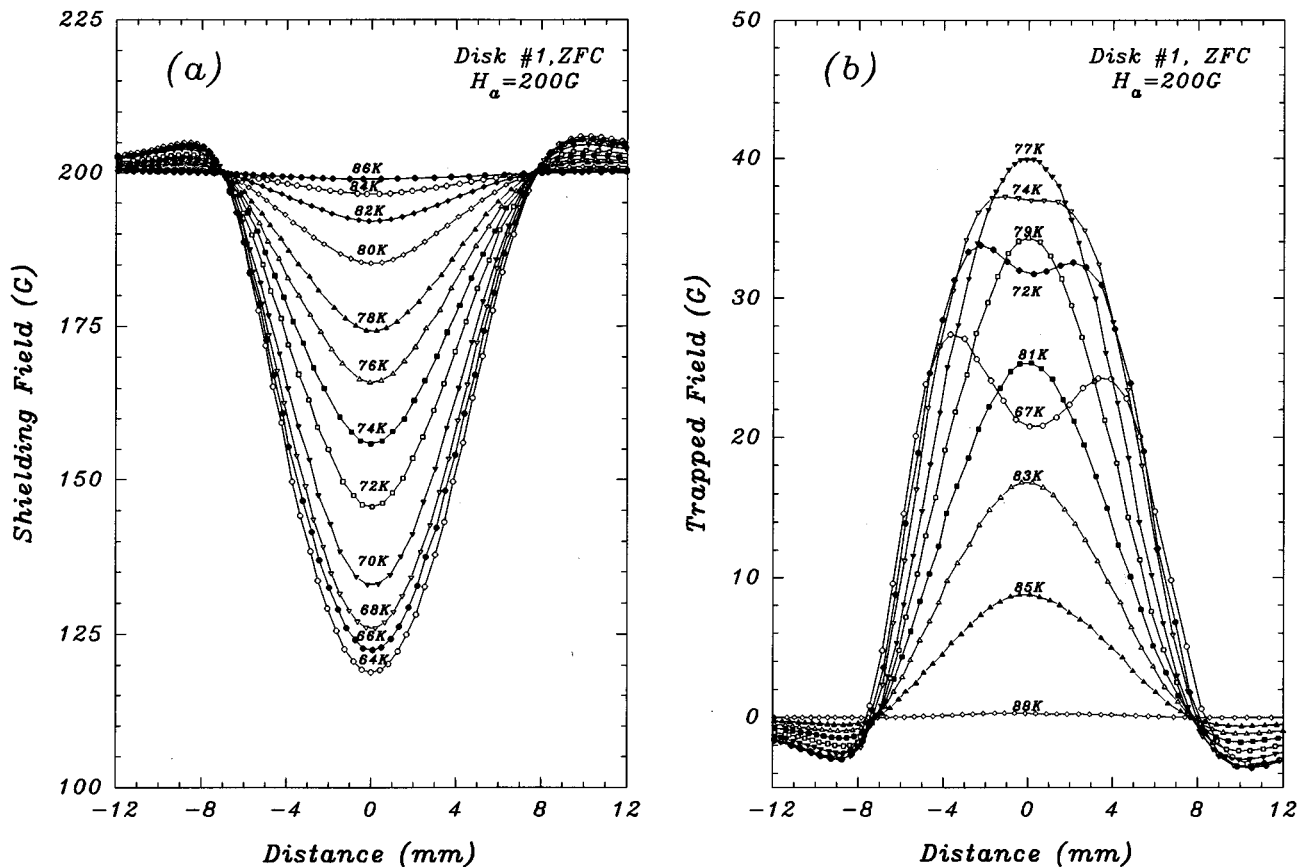 (a)
Disk #1,ZFC
H_a=200G
225
200
175
150
125
100
Shielding Field (G)
86K
84K
82K
80K
78K
76K
74K
72K
70K
68K
66K
64K
-12 -8 -4 0 4 8 12
Distance (mm)
(b)
Disk #1, ZFC
H_a=200G
50
40
30
20
10
0
Trapped Field (G)
77K
74K
79K
72K
81K
67K
83K
85K
88K
-12 -8 -4 0 4 8 12
Distance (mm)